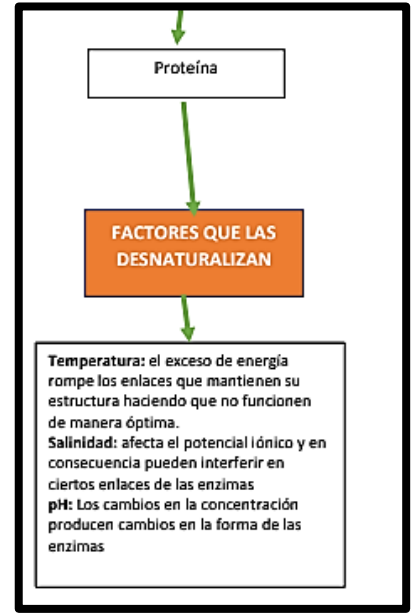 Proteína
FACTORES QUE LAS
DESNATURALIZAN
Temperatura: el exceso de energía
rompe los enlaces que mantienen su
estructura haciendo que no funcionen
de manera óptima.
Salinidad: afecta el potencial iónico y en
consecuencia pueden interferir en
ciertos enlaces de las enzimas
pH: Los cambios en la concentración
producen cambios en la forma de las
enzimas